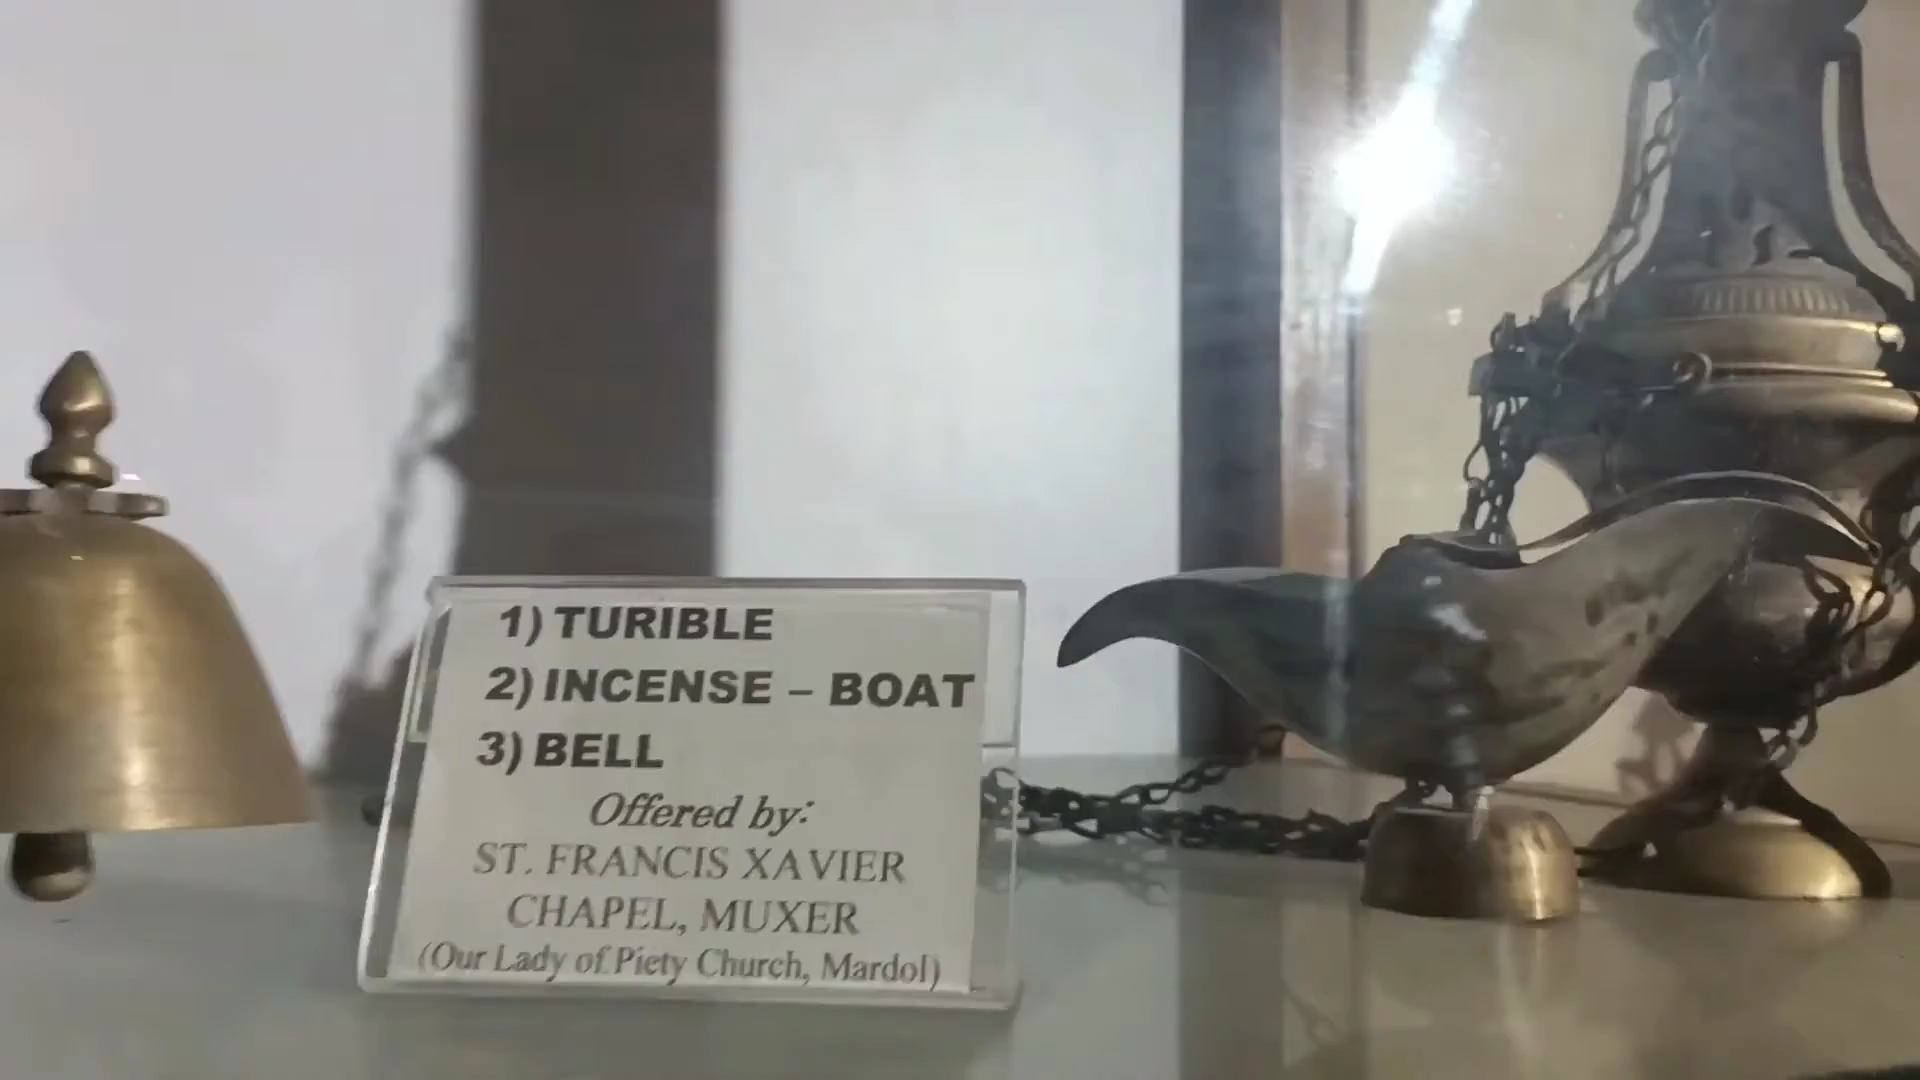 1) TURIBLE
2) INCENSE – BOAT
3) BELL
Offered by:
ST. FRANCIS XAVIER
CHAPEL, MUXER
(Our Lady of Piety Church, Mardol)